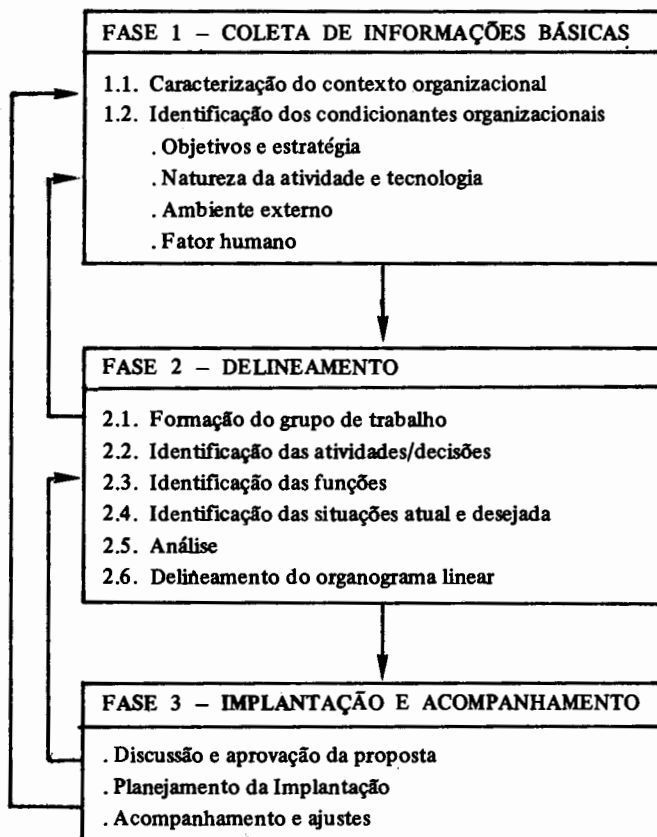 FASE 1 – COLETA DE INFORMAÇÕES BÁSICAS
1.1. Caracterização do contexto organizacional
1.2. Identificação dos condicionantes organizacionais
. Objetivos e estratégia
. Natureza da atividade e tecnologia
. Ambiente externo
. Fator humano
FASE 2 – DELINEAMENTO
2.1. Formação do grupo de trabalho
2.2. Identificação das atividades/decisões
2.3. Identificação das funções
2.4. Identificação das situações atual e desejada
2.5. Análise
2.6. Delineamento do organograma linear
FASE 3 – IMPLANTAÇÃO E ACOMPANHAMENTO
. Discussão e aprovação da proposta
. Planejamento da Implantação
. Acompanhamento e ajustes